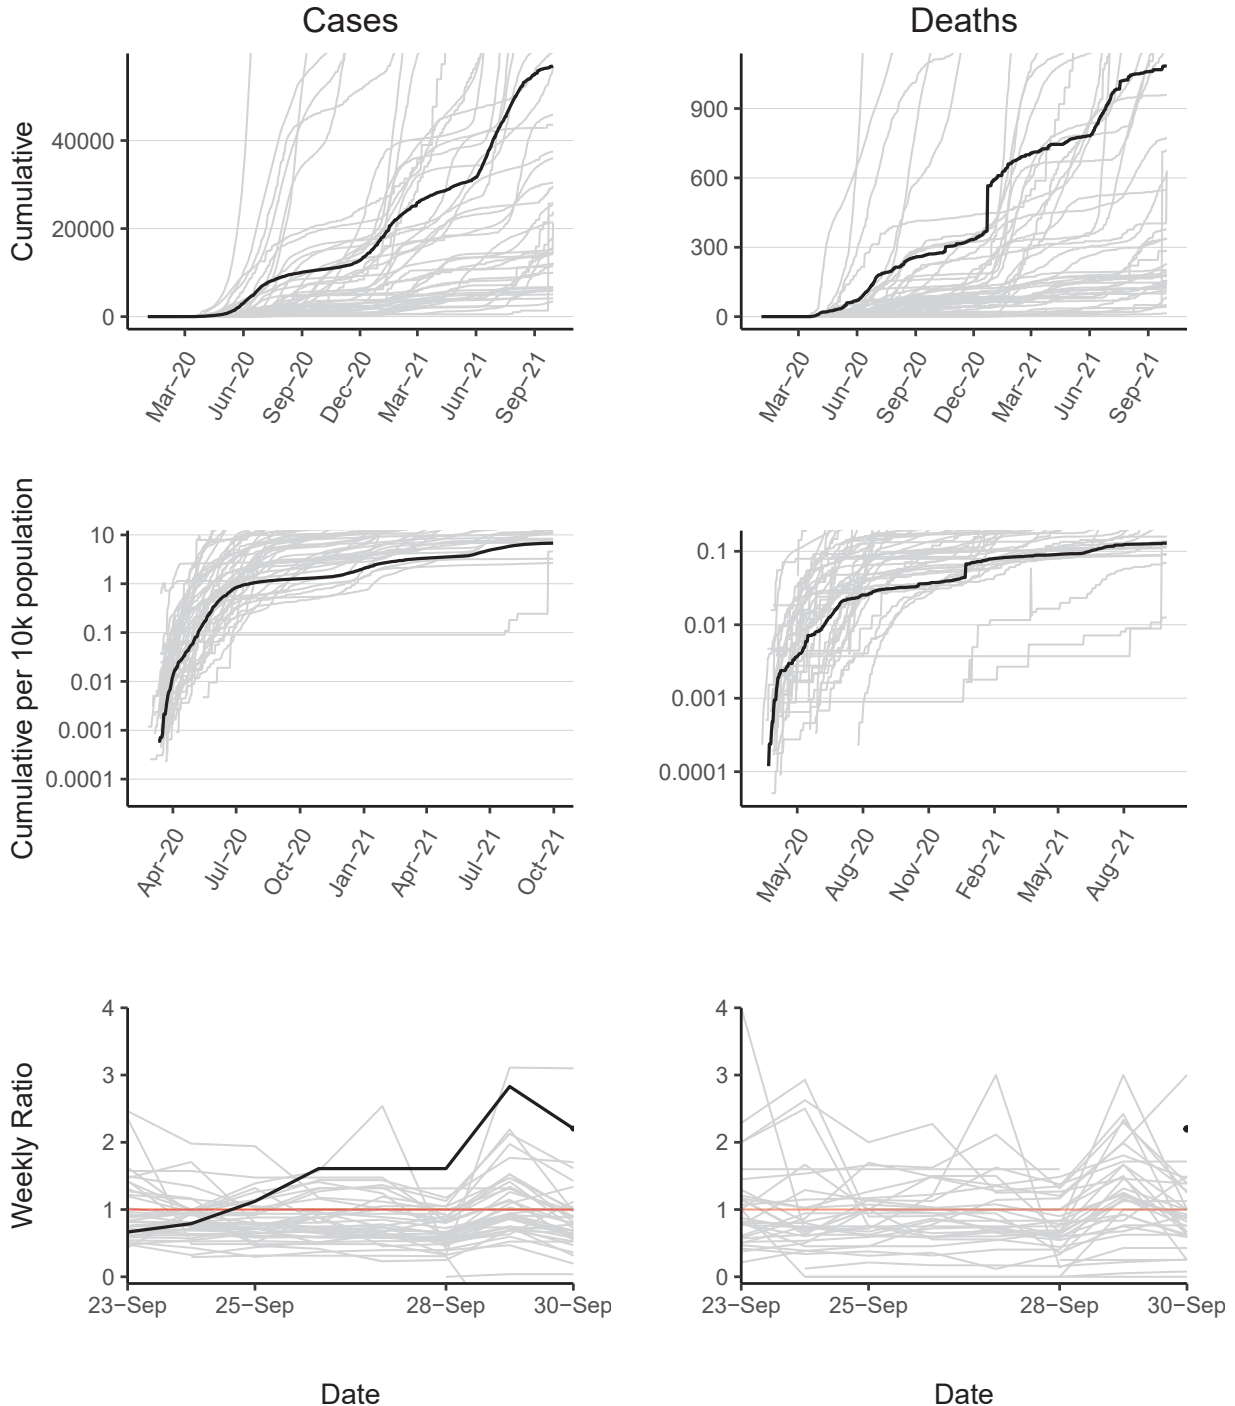 Cases
Deaths
Cumulative
40000
20000
0
Mar−20
Jun−20
Sep−20
Dec−20
Mar−21
Jun−21
Sep−21
900
600
300
0
Mar−20
Jun−20
Sep−20
Dec−20
Mar−21
Jun−21
Sep−21
Cumulative per 10k population
10
1
0.1
0.01
0.001
0.0001
Apr−20
Jul−20
Oct−20
Jan−21
Apr−21
Jul−21
Oct−21
0.1
0.01
0.001
0.0001
May−20
Aug−20
Nov−20
Feb−21
May−21
Aug−21
Weekly Ratio
4
3
2
1
0
23−Sep
25−Sep
28−Sep
30−Sep
4
3
2
1
0
23−Sep
25−Sep
28−Sep
30−Sep
Date
Date